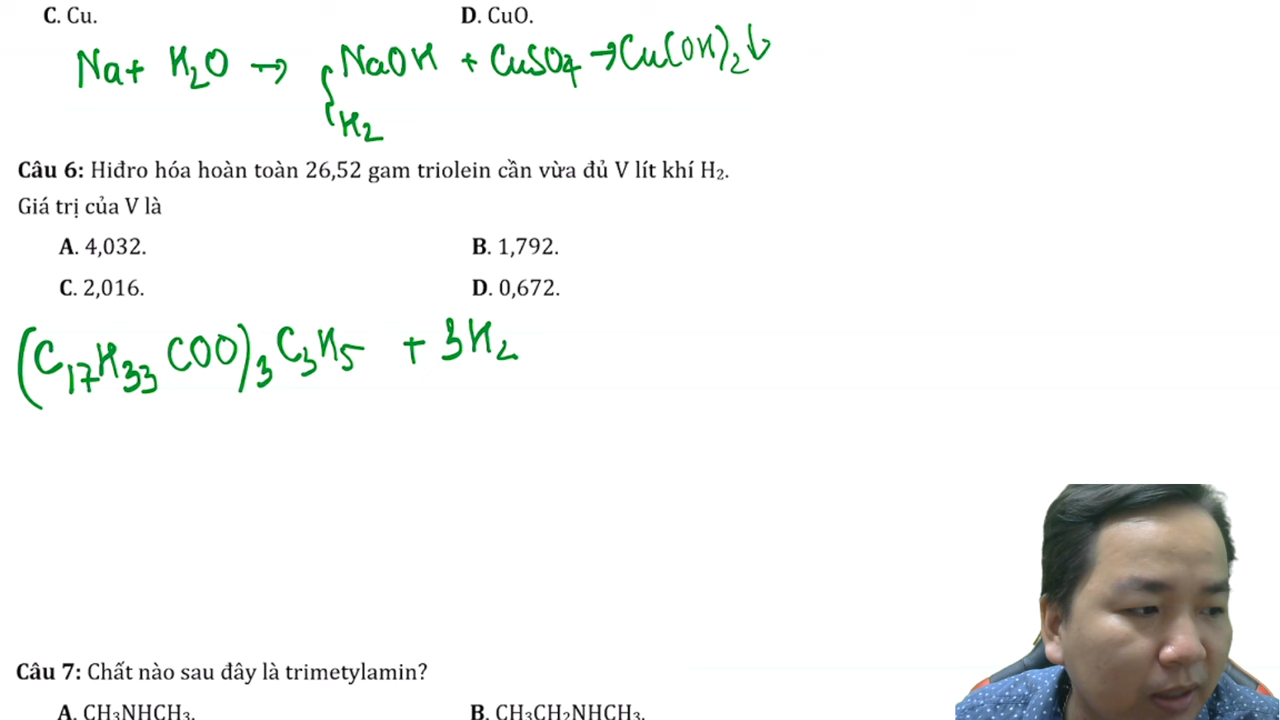 C. Cu. D. CuO.
Na + H₂O → { NaOH + CuSO₄ → Cu(OH)₂↓
H₂
Câu 6: Hiđro hóa hoàn toàn 26,52 gam triolein cần vừa đủ V lít khí H₂.
Giá trị của V là
A. 4,032. B. 1,792.
C. 2,016. D. 0,672.
(C₁₇H₃₃COO)₃C₃H₅ + 3H₂
Câu 7: Chất nào sau đây là trimetylamin?
A. CH₃NHCH₃. B. CH₃CH₂NHCH₃.